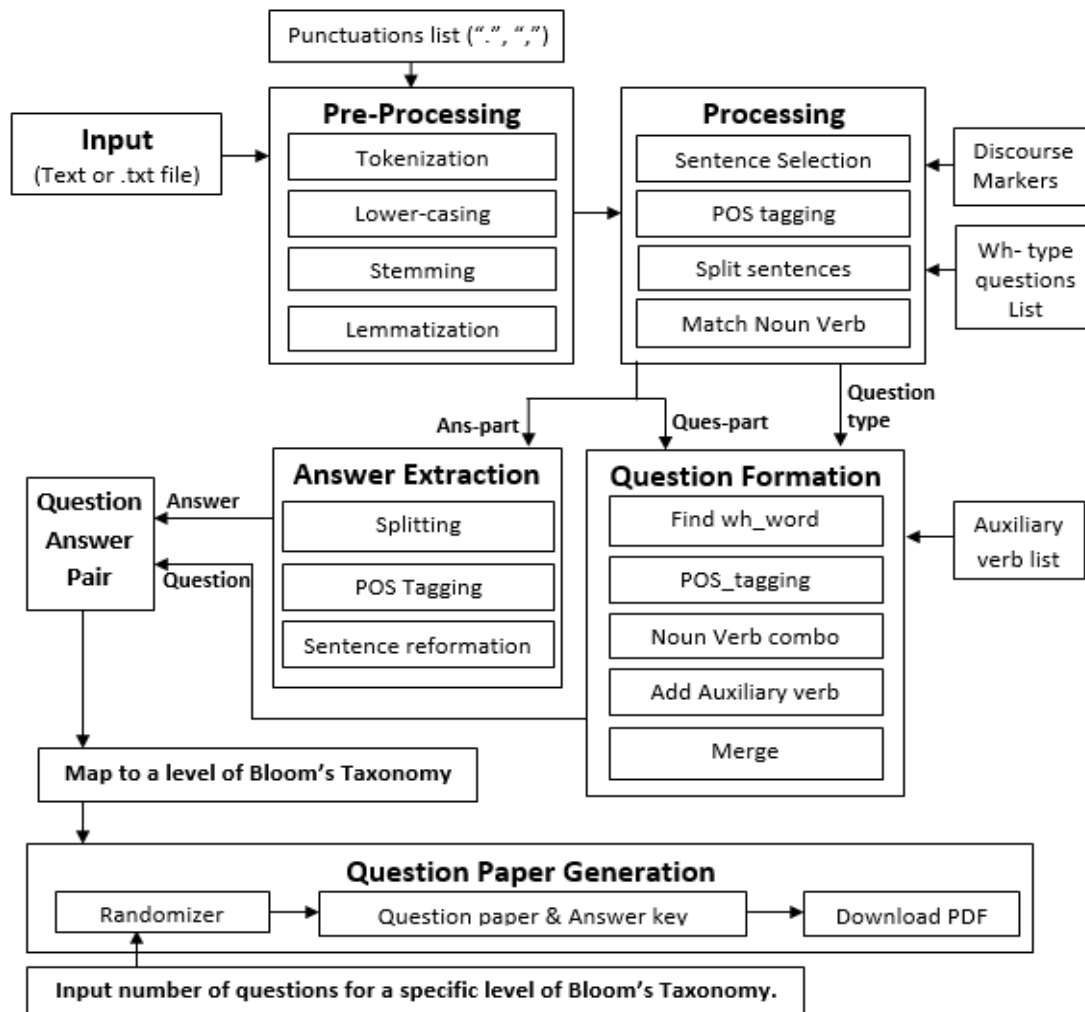 Punctuations list (“.”, “,”)
Input
(Text or .txt file)
Pre-Processing
Tokenization
Lower-casing
Stemming
Lemmatization
Processing
Sentence Selection
POS tagging
Split sentences
Match Noun Verb
Discourse
Markers
Wh- type
questions
List
Ans-part
Ques-part
Question
type
Answer Extraction
Splitting
POS Tagging
Sentence reformation
Question Formation
Find wh_word
POS_tagging
Noun Verb combo
Add Auxiliary verb
Merge
Auxiliary
verb list
Answer
Question
Question
Answer
Pair
Map to a level of Bloom’s Taxonomy
Question Paper Generation
Randomizer
Question paper & Answer key
Download PDF
Input number of questions for a specific level of Bloom’s Taxonomy.